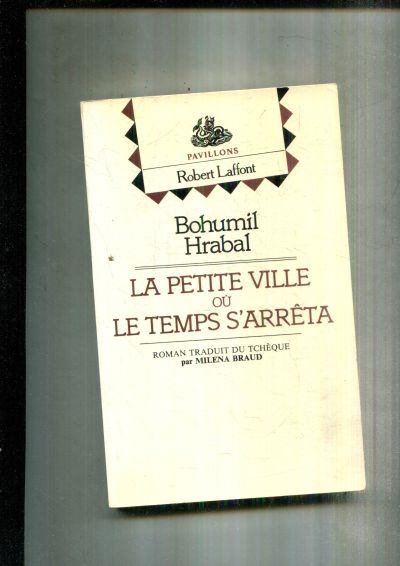 PAVILLONS
Robert Laffont
Bohumil
Hrabal
LA PETITE VILLE
OÙ
LE TEMPS S'ARRÊTA
ROMAN TRADUIT DU TCHÈQUE
par MILENA BRAUD